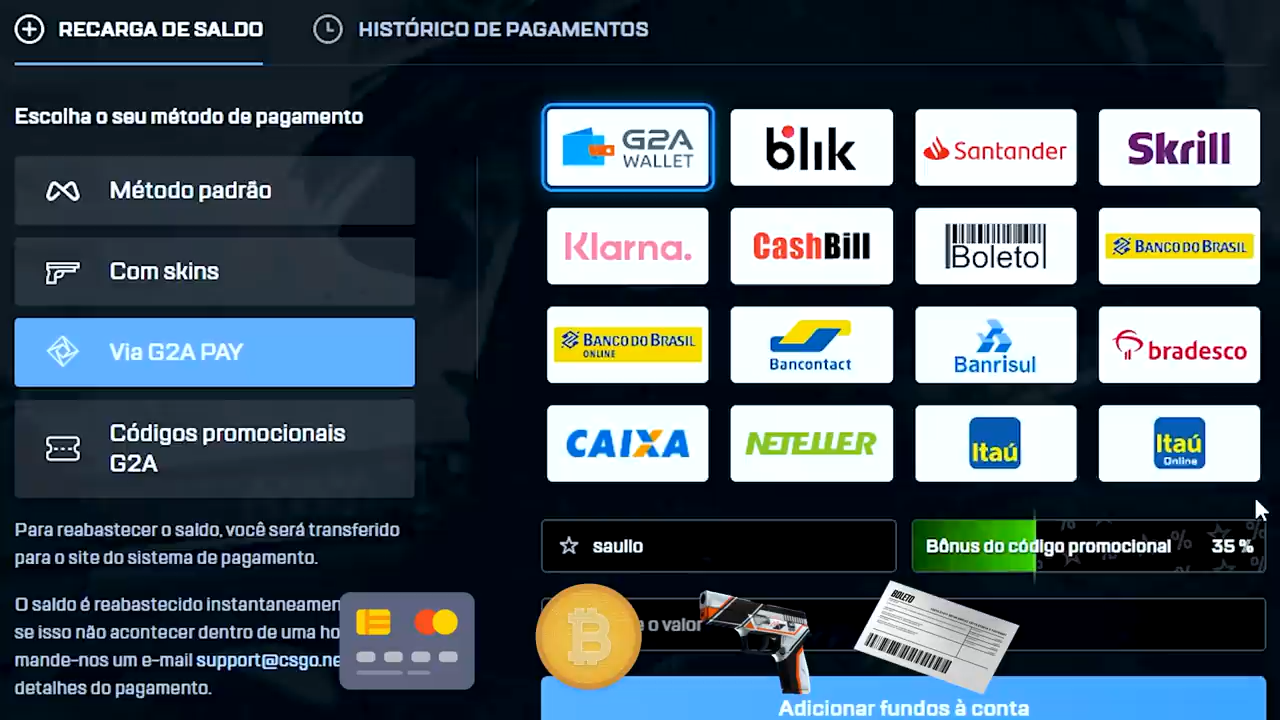 RECARGA DE SALDO
HISTÓRICO DE PAGAMENTOS
Escolha o seu método de pagamento
Método padrão
Com skins
Via G2A PAY
Códigos promocionais
G2A
Para reabastecer o saldo, você será transferido
para o site do sistema de pagamento.
O saldo é reabastecido instantaneamen
se isso não acontecer dentro de uma ho
mande-nos um e-mail support@csgo.ne
detalhes do pagamento.
G2A
WALLET
blik
Santander
Skrill
Klarna.
CashBill
Boleto
BANCO DO BRASIL
BANCO DO BRASIL
ONLINE
Bancontact
Banrisul
bradesco
CAIXA
NETELLER
Itaú
Itaú
Online
saullo
Bônus do código promocional 35 %
e o valor
BOLETO
Adicionar fundos à conta